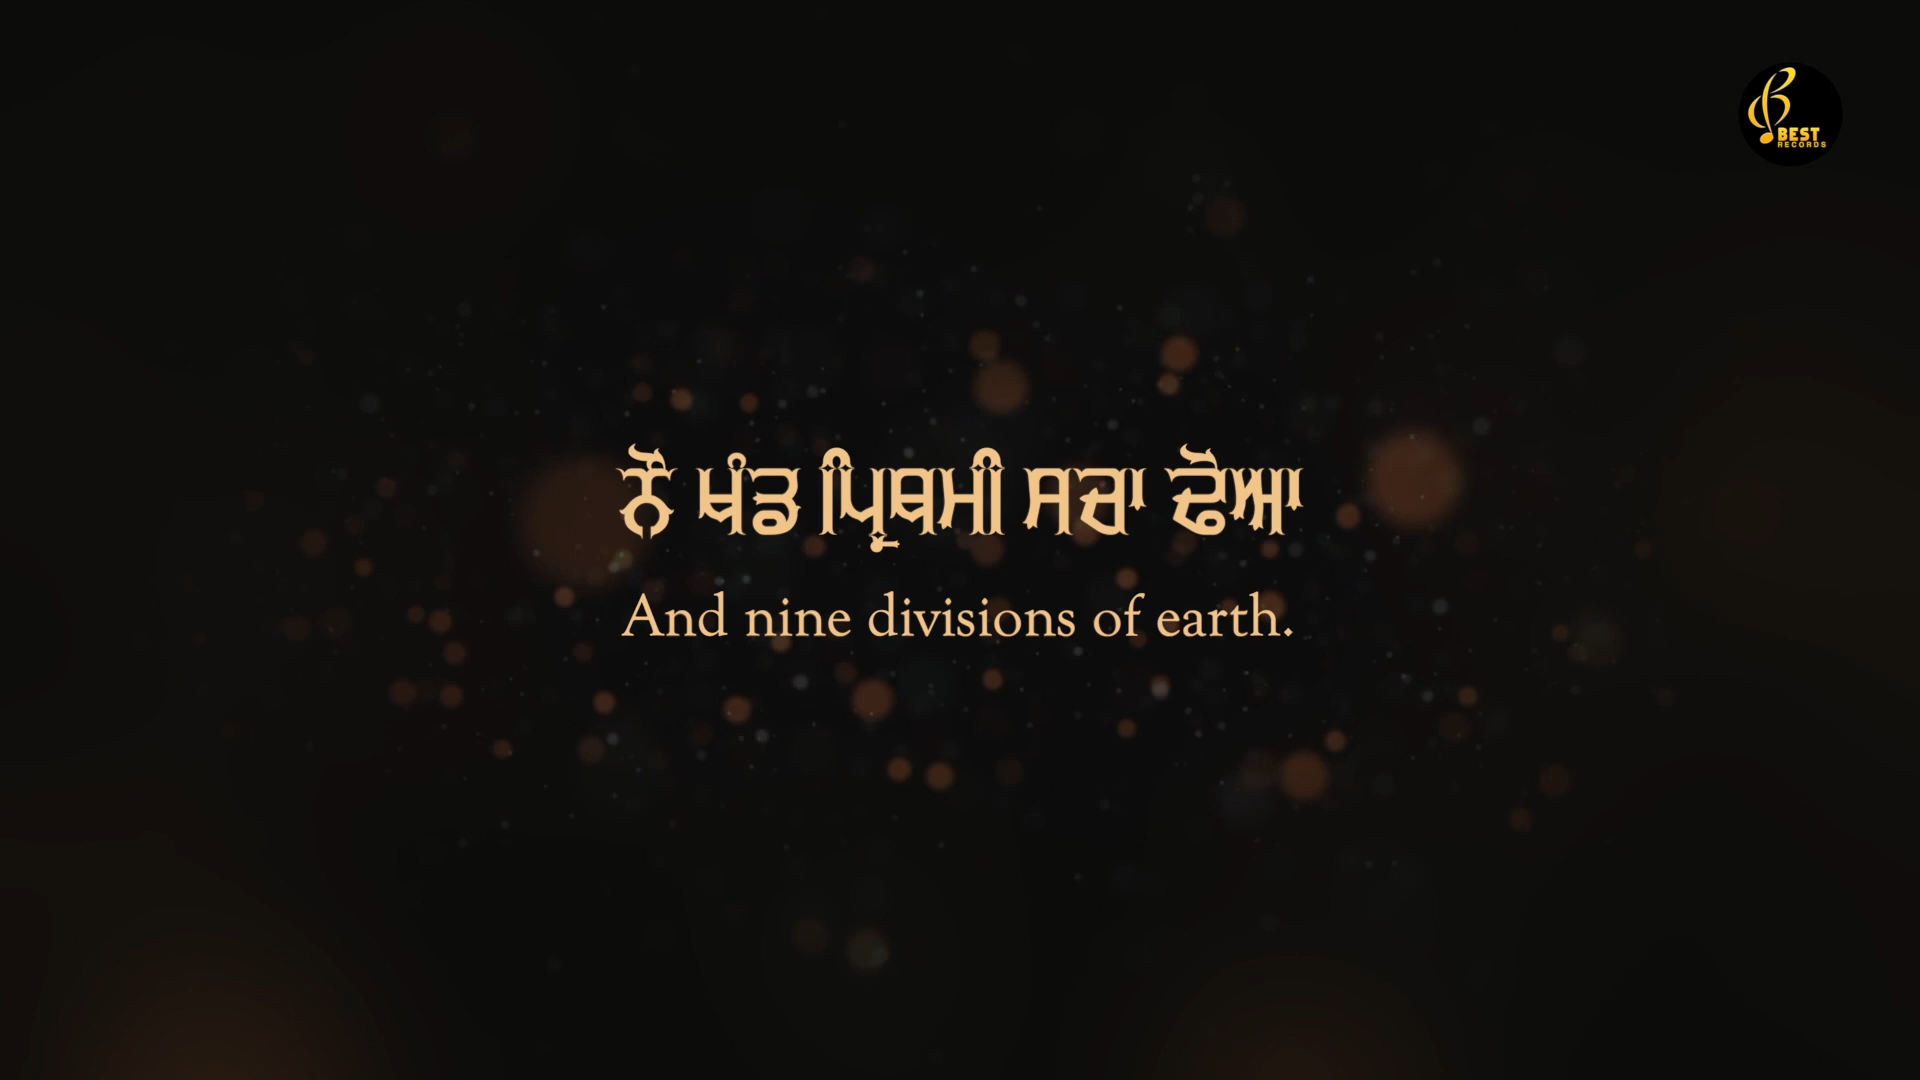 BEST
RECORDS
ਨੌ ਖੰਡ ਪ੍ਰਿਥਮੀ ਸਚਾ ਢੋਆ
And nine divisions of earth.